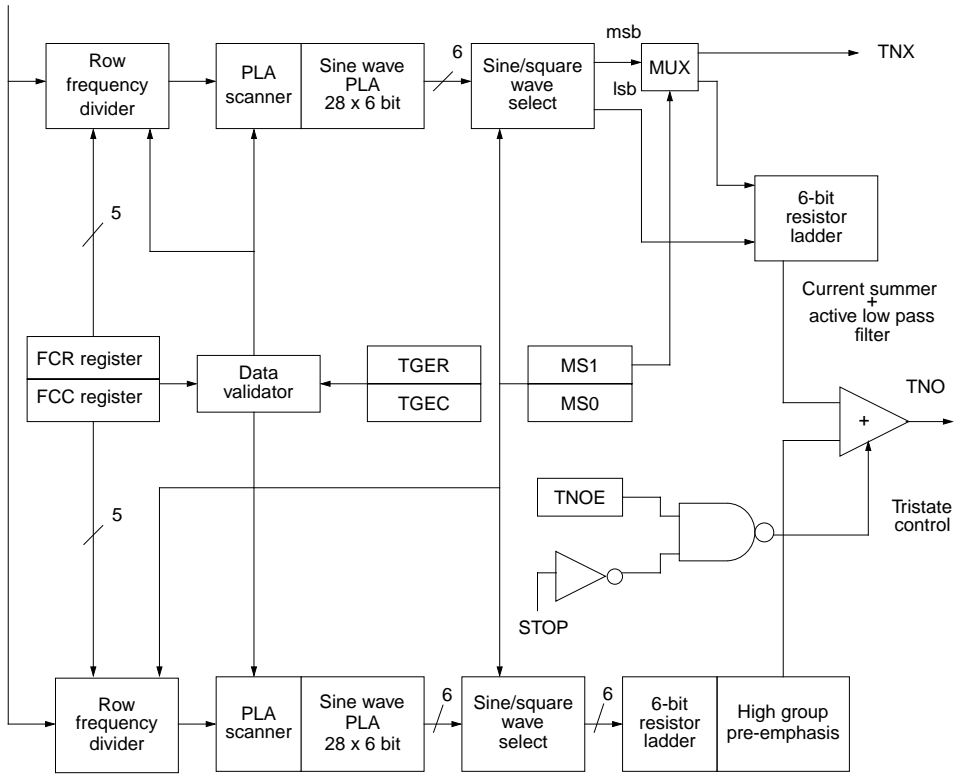 Row
frequency
divider
PLA
scanner
Sine wave
PLA
28 x 6 bit
6
Sine/square
wave
select
msb
lsb
MUX
TNX
5
6-bit
resistor
ladder
Current summer
+
active low pass
filter
FCR register
FCC register
Data
validator
TGER
TGEC
MS1
MS0
+
TNO
5
TNOE
STOP
Tristate
control
Row
frequency
divider
PLA
scanner
Sine wave
PLA
28 x 6 bit
6
Sine/square
wave
select
6
6-bit
resistor
ladder
High group
pre-emphasis